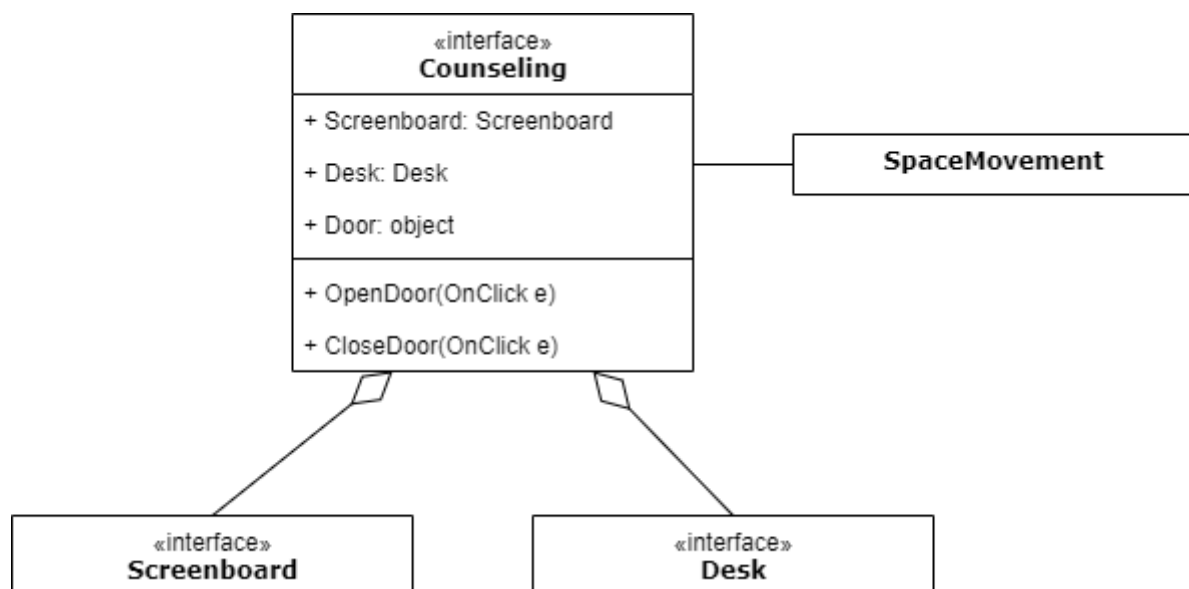 «interface»
Counseling
+ Screenboard: Screenboard
+ Desk: Desk
+ Door: object
+ OpenDoor(OnClick e)
+ CloseDoor(OnClick e)
SpaceMovement
«interface»
Screenboard
«interface»
Desk